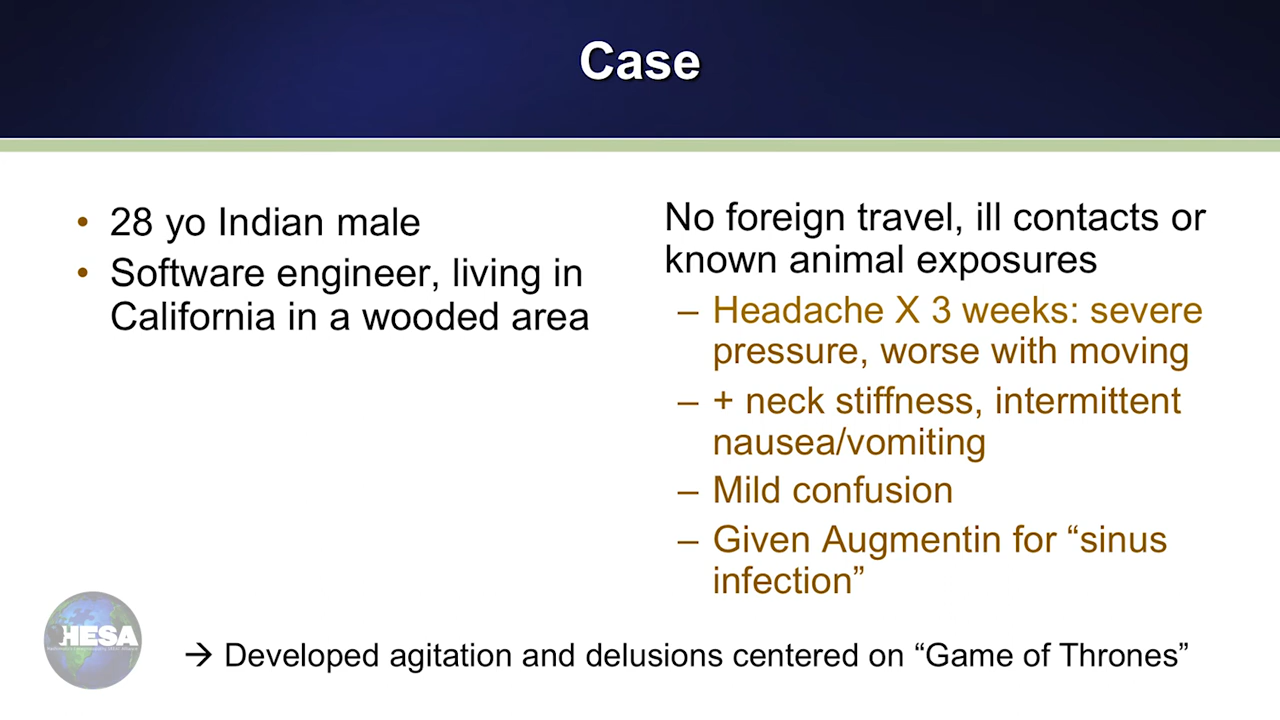 Case
• 28 yo Indian male
• Software engineer, living in
California in a wooded area
No foreign travel, ill contacts or
known animal exposures
– Headache X 3 weeks: severe
pressure, worse with moving
– + neck stiffness, intermittent
nausea/vomiting
– Mild confusion
– Given Augmentin for “sinus
infection”
HESA
→ Developed agitation and delusions centered on “Game of Thrones”